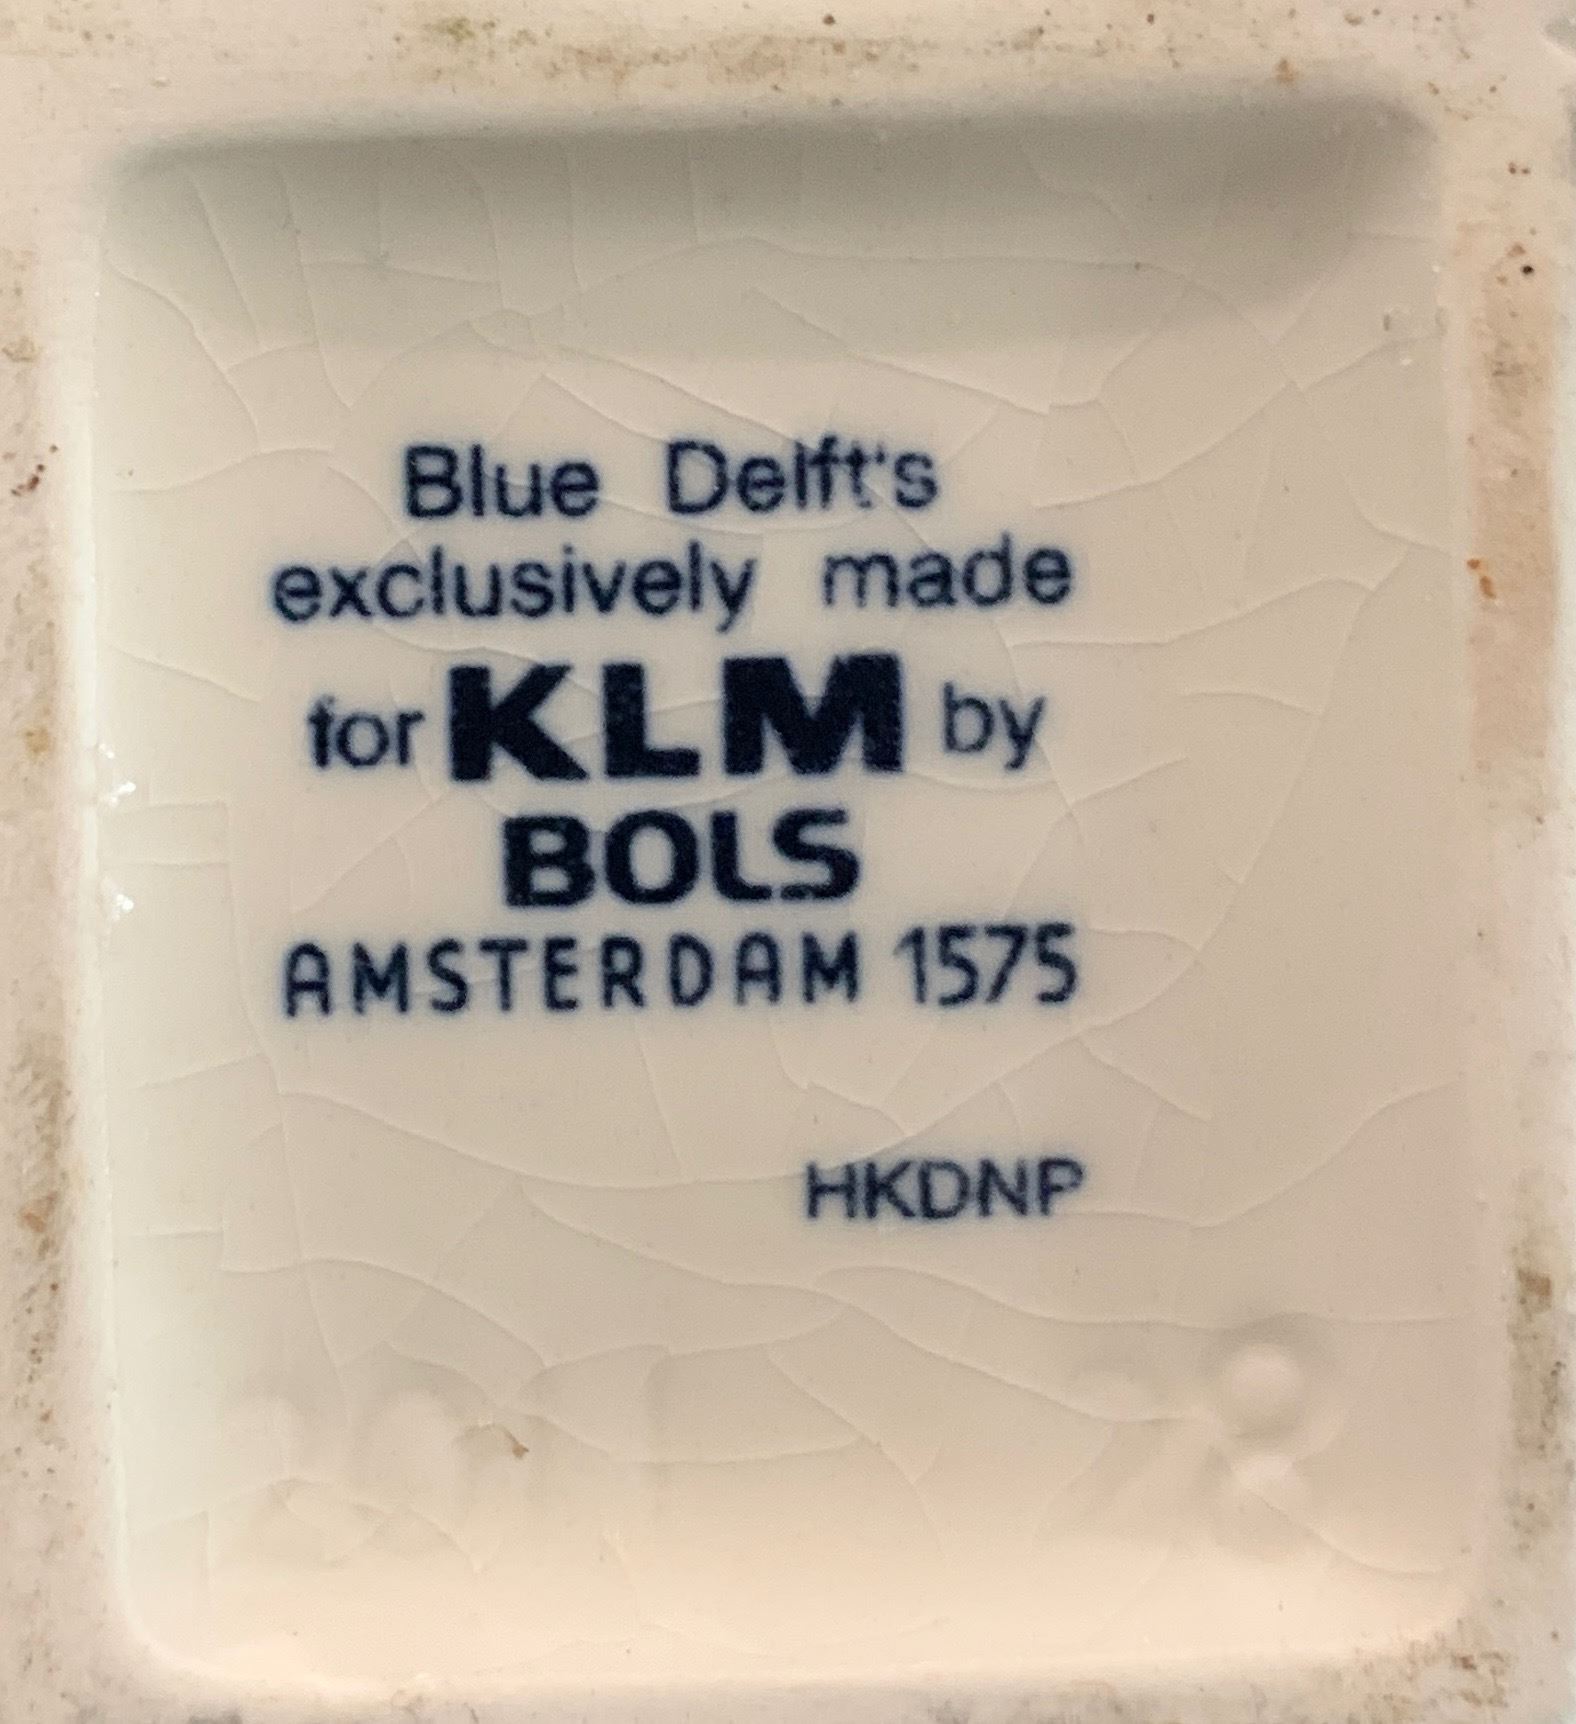 Blue Delft's
exclusively made
for KLM by
BOLS
AMSTERDAM 1575
HKDNP